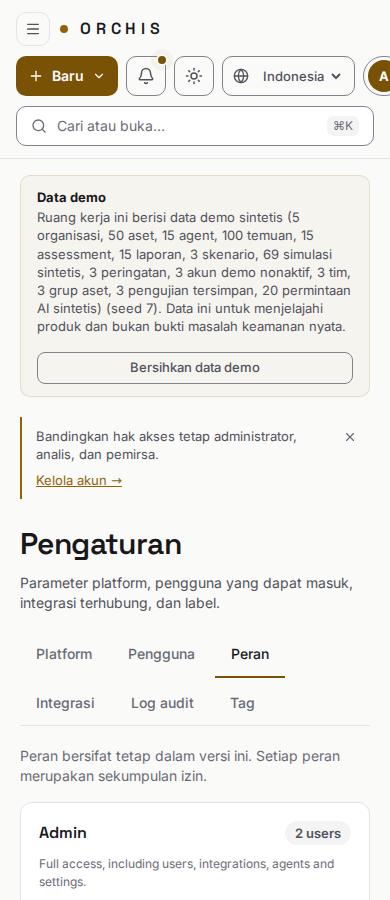 ORCHIS
Baru
Indonesia
A
Cari atau buka...
⌘K
Data demo
Ruang kerja ini berisi data demo sintetis (5
organisasi, 50 aset, 15 agent, 100 temuan, 15
assessment, 15 laporan, 3 skenario, 69 simulasi
sintetis, 3 peringatan, 3 akun demo nonaktif, 3 tim,
3 grup aset, 3 pengujian tersimpan, 20 permintaan
AI sintetis) (seed 7). Data ini untuk menjelajahi
produk dan bukan bukti masalah keamanan nyata.
Bersihkan data demo
Bandingkan hak akses tetap administrator,
analis, dan pemirsa.
Kelola akun →
Pengaturan
Parameter platform, pengguna yang dapat masuk,
integrasi terhubung, dan label.
Platform Pengguna Peran
Integrasi Log audit Tag
Peran bersifat tetap dalam versi ini. Setiap peran
merupakan sekumpulan izin.
Admin
2 users
Full access, including users, integrations, agents and
settings.